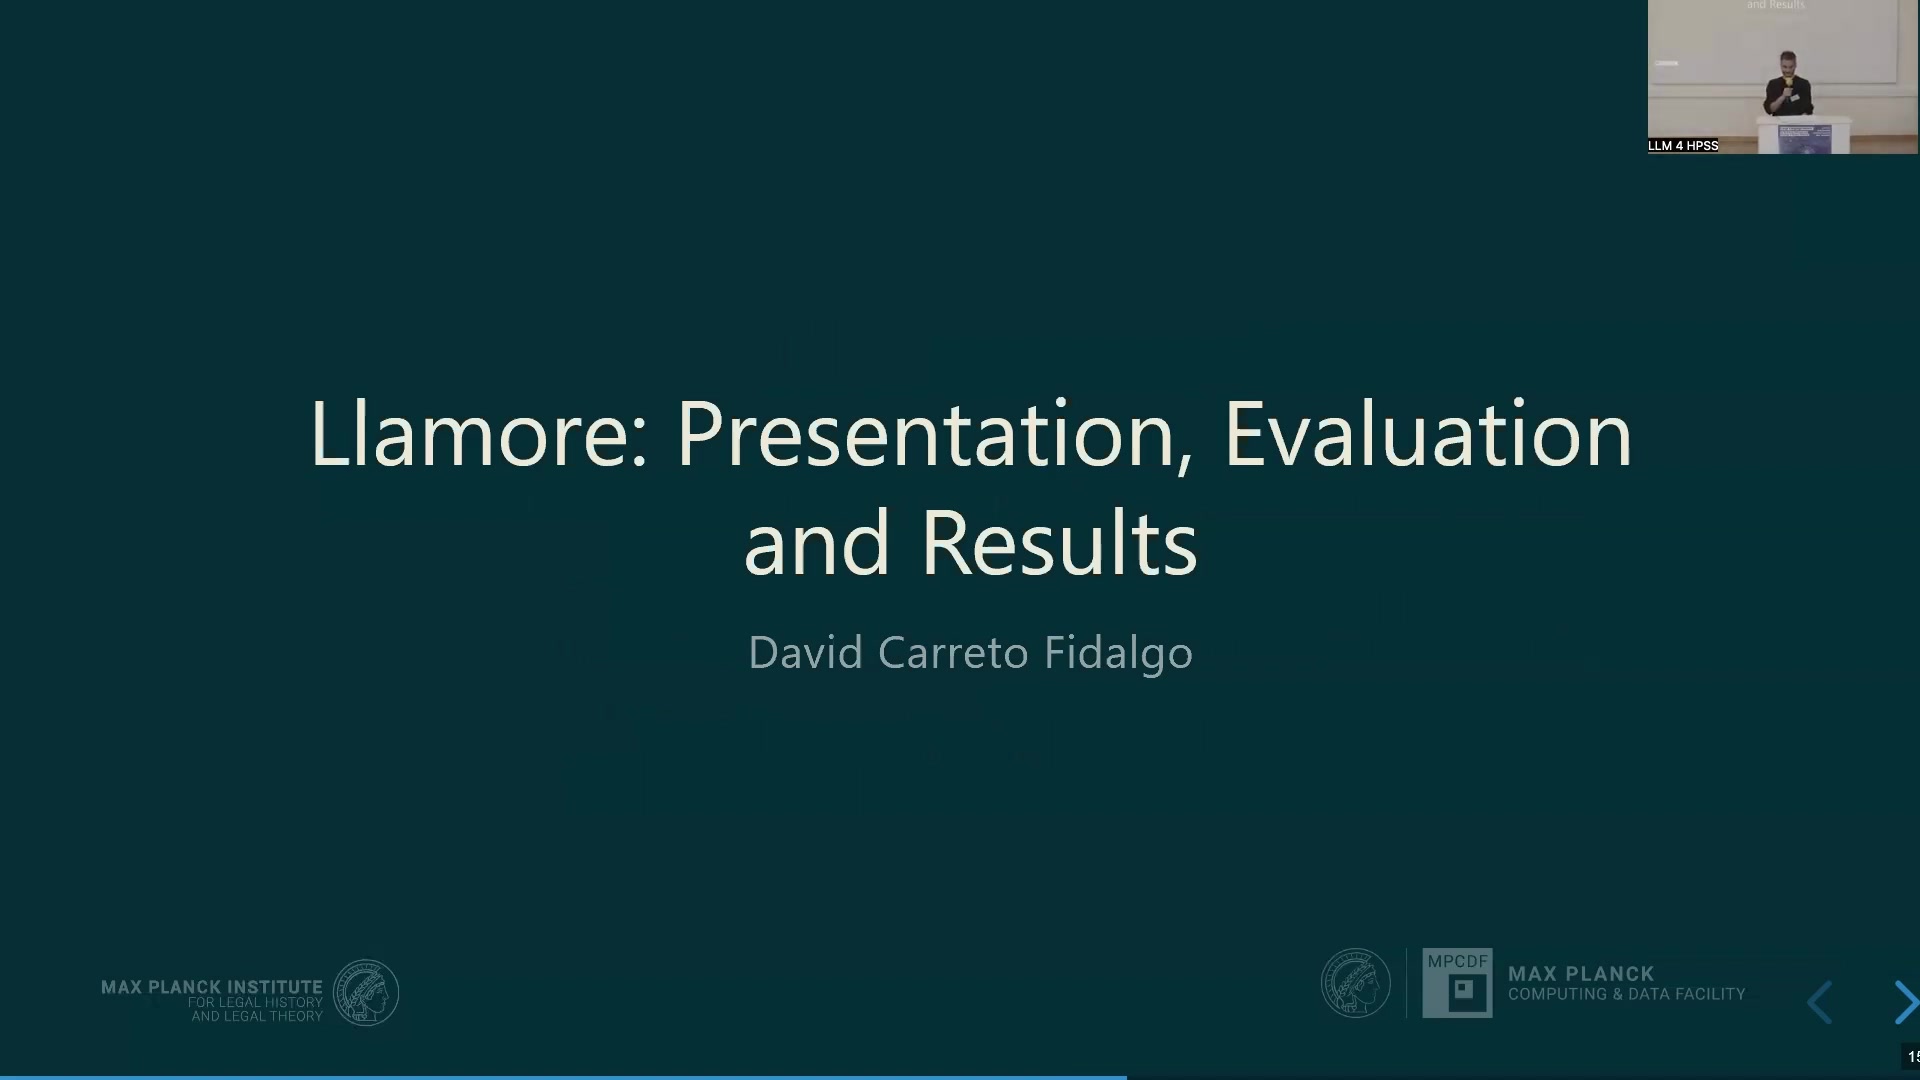 and Results
LLM 4 HPSS
Llamore: Presentation, Evaluation
and Results
David Carreto Fidalgo
MAX PLANCK INSTITUTE
FOR LEGAL HISTORY
AND LEGAL THEORY
MPCDF
MAX PLANCK
COMPUTING & DATA FACILITY